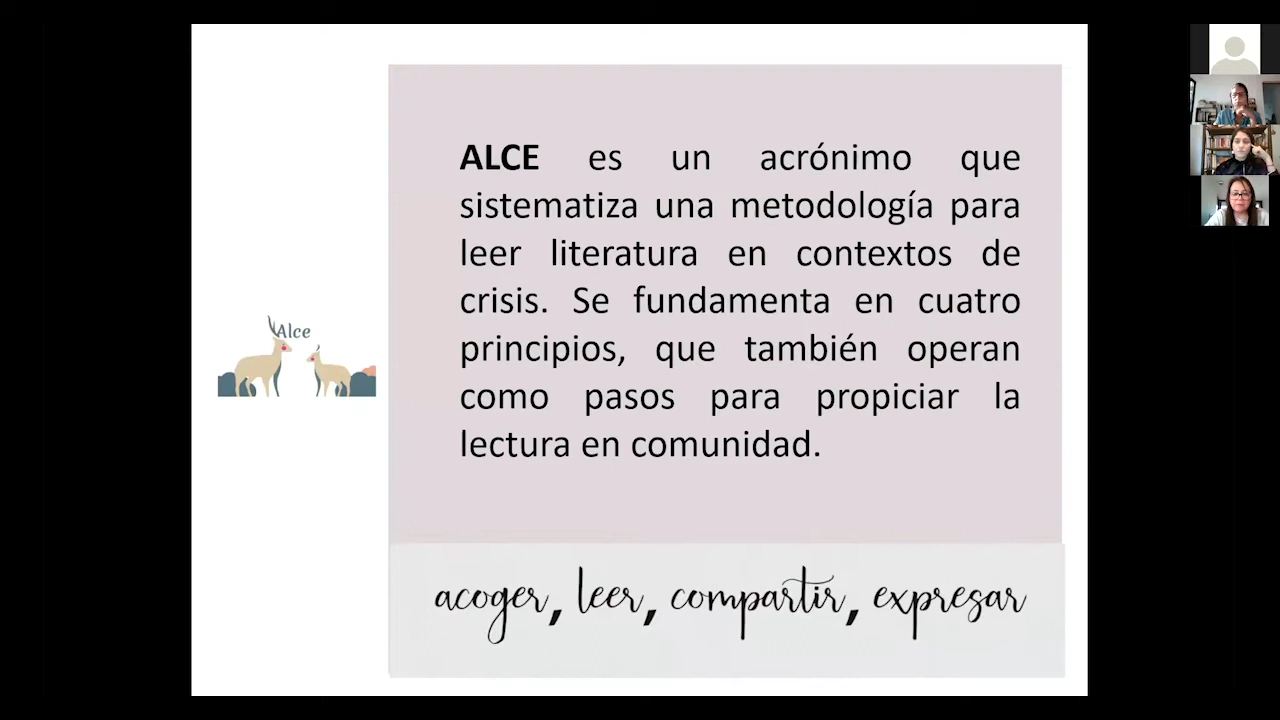 ALCE es un acrónimo que
sistematiza una metodología para
leer literatura en contextos de
crisis. Se fundamenta en cuatro
principios, que también operan
como pasos para propiciar la
lectura en comunidad.
Alce
acoger, leer, compartir, expresar